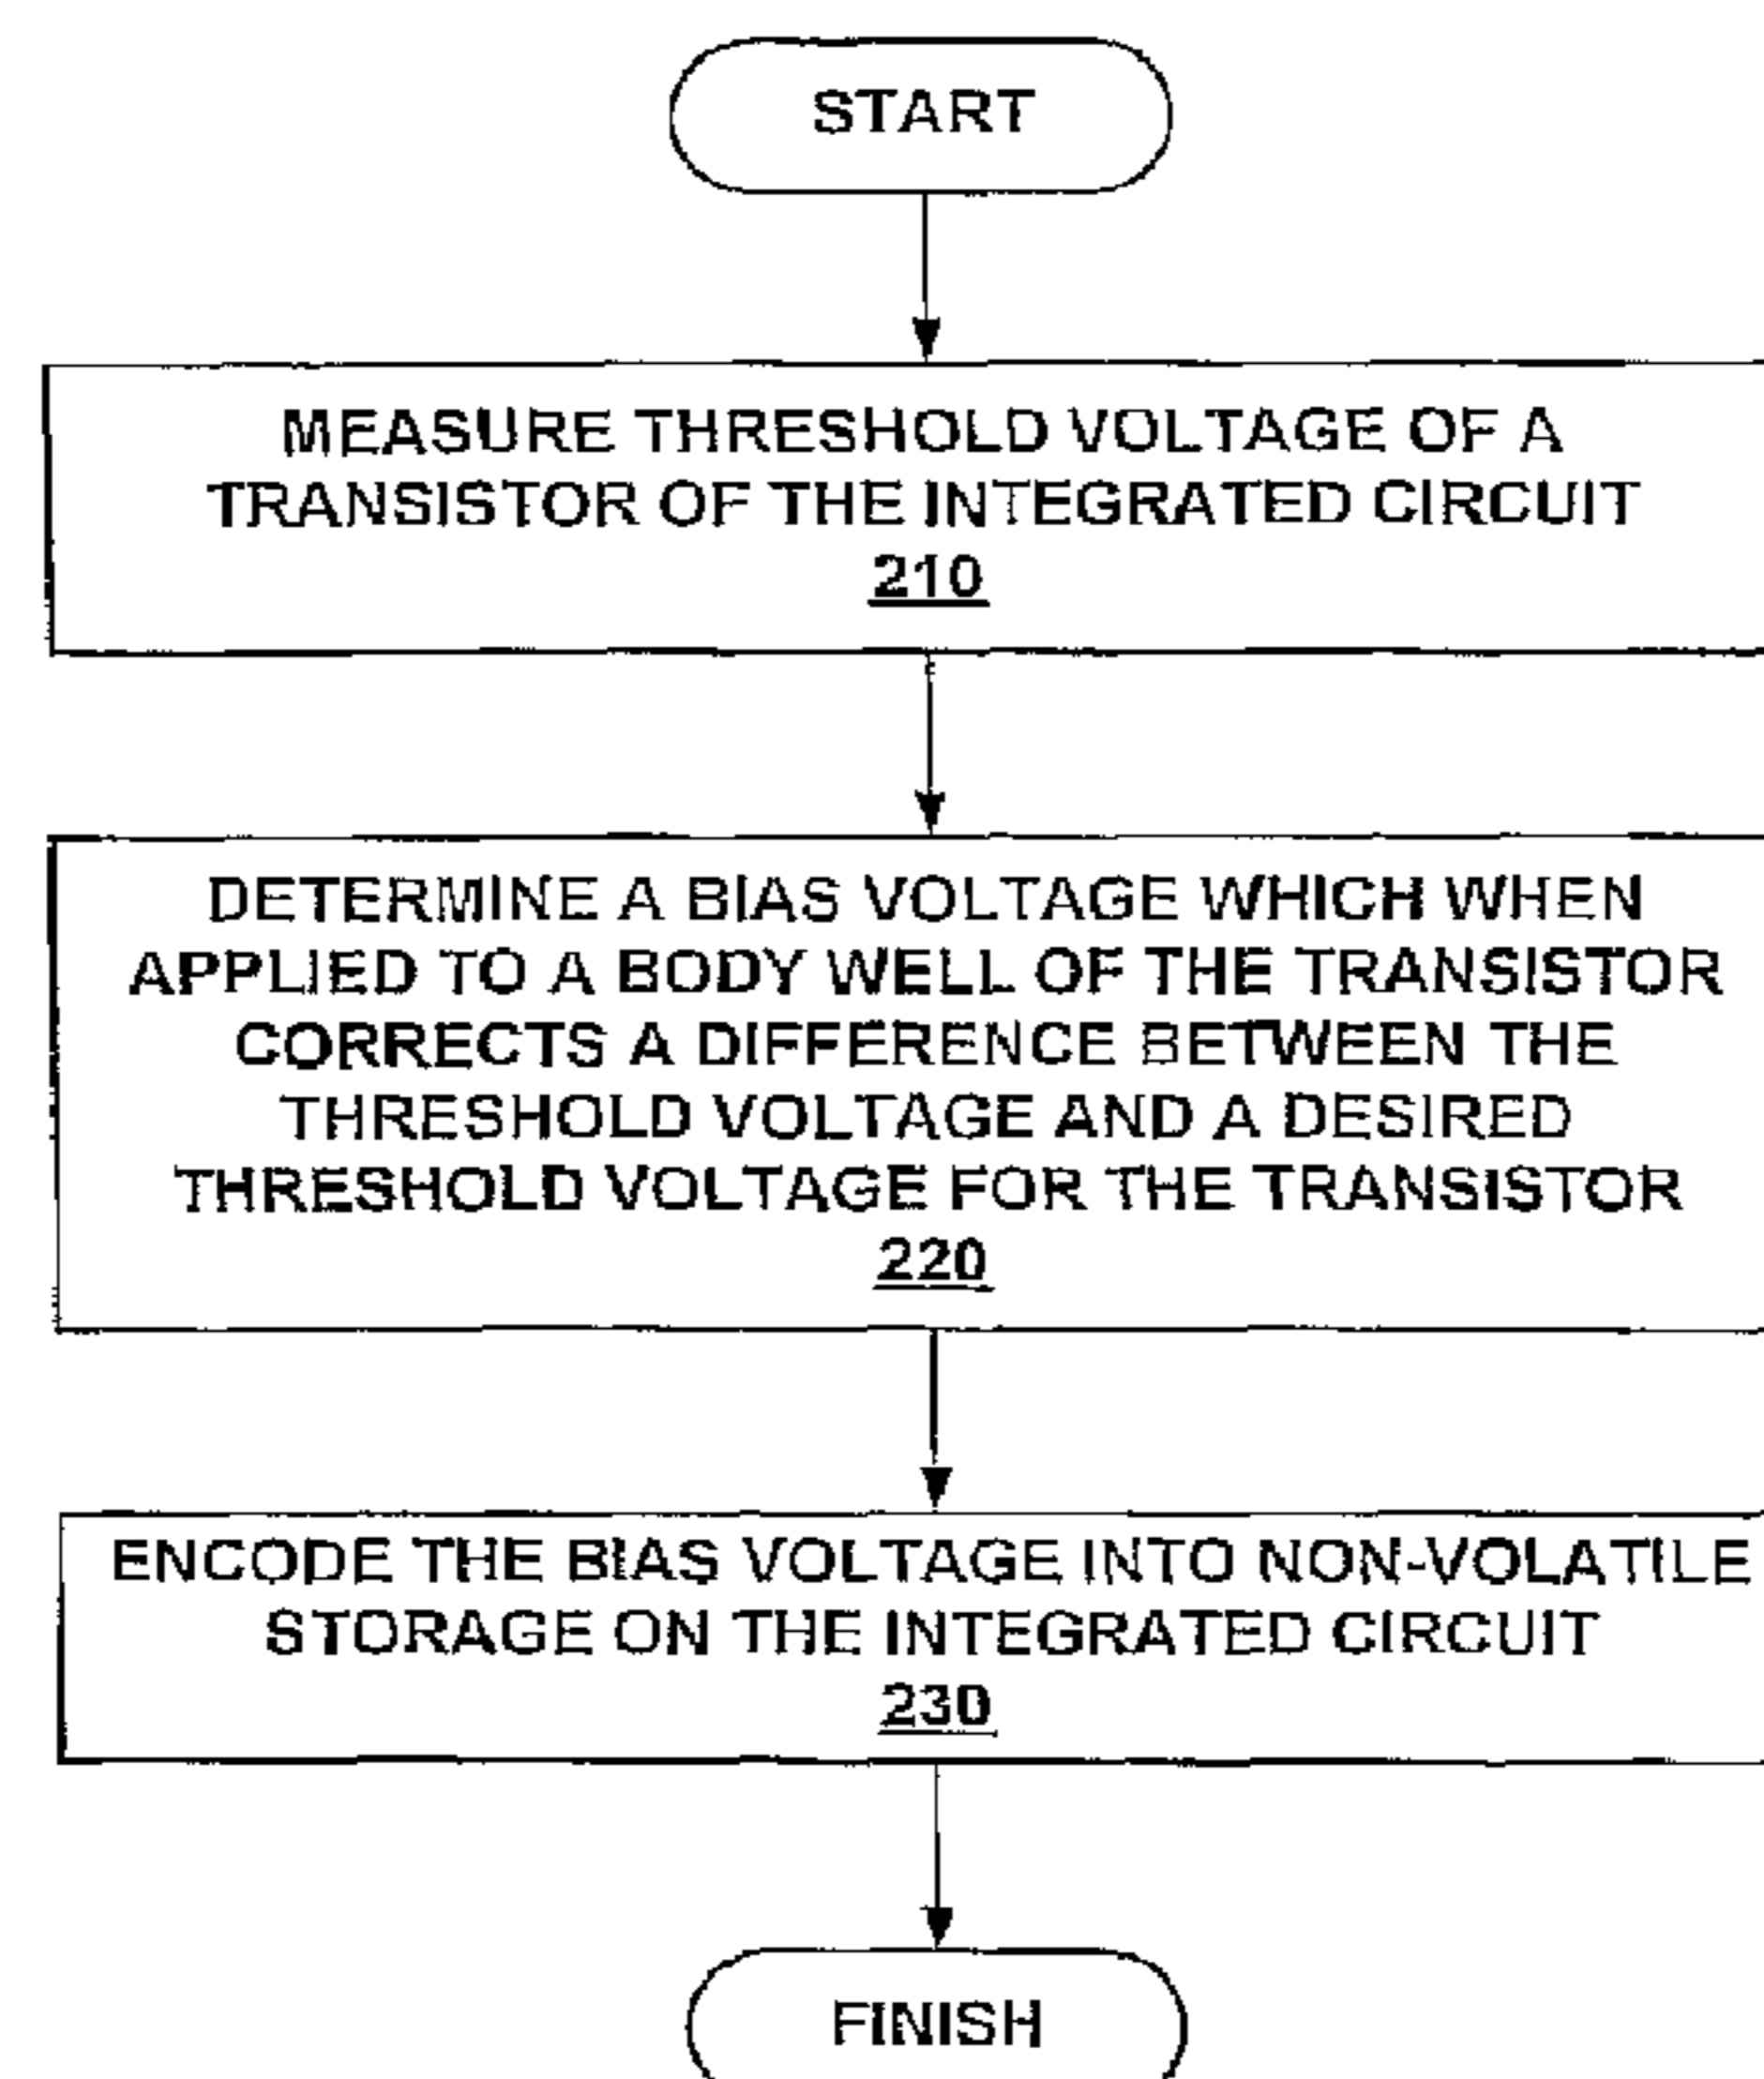 START
MEASURE THRESHOLD VOLTAGE OF A
TRANSISTOR OF THE INTEGRATED CIRCUIT
210
DETERMINE A BIAS VOLTAGE WHICH WHEN
APPLIED TO A BODY WELL OF THE TRANSISTOR
CORRECTS A DIFFERENCE BETWEEN THE
THRESHOLD VOLTAGE AND A DESIRED
THRESHOLD VOLTAGE FOR THE TRANSISTOR
220
ENCODE THE BIAS VOLTAGE INTO NON-VOLATILE
STORAGE ON THE INTEGRATED CIRCUIT
230
FINISH